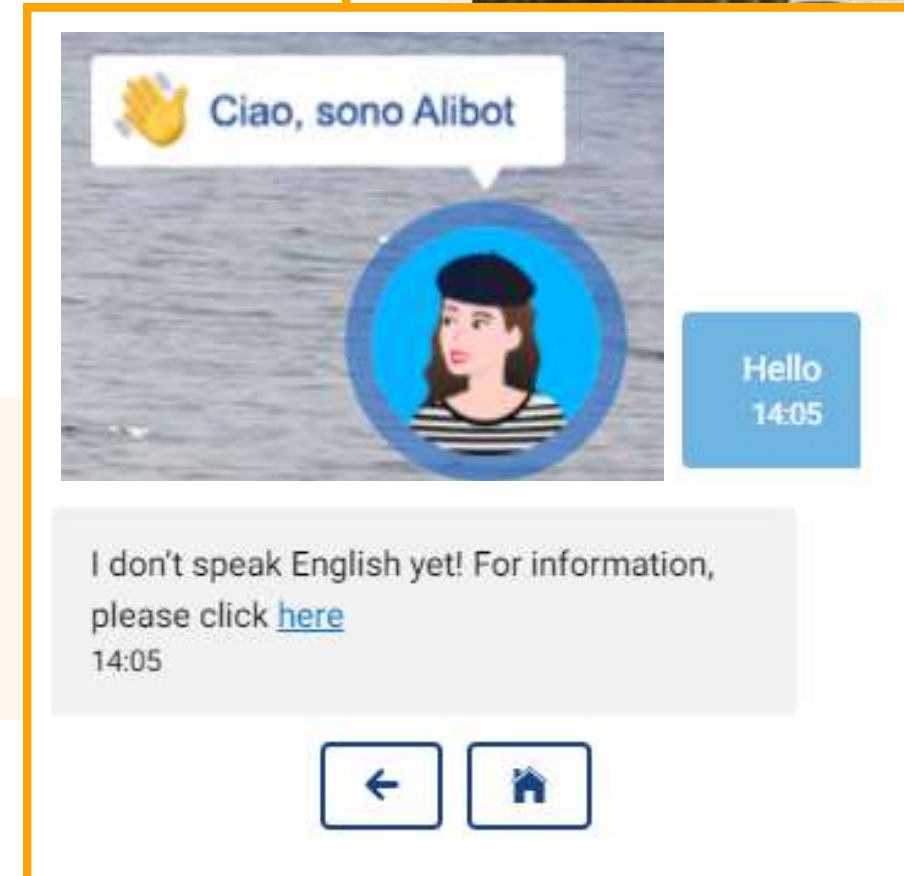 Ciao, sono Alibot
Hello
14:05
I don't speak English yet! For information,
please click here
14:05